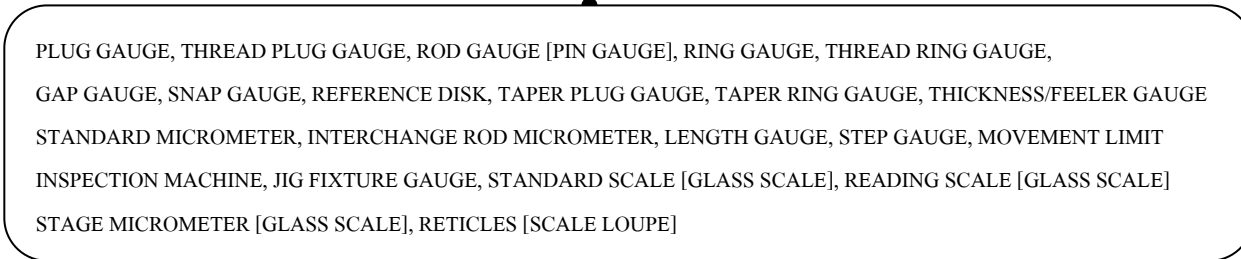 PLUG GAUGE, THREAD PLUG GAUGE, ROD GAUGE [PIN GAUGE], RING GAUGE, THREAD RING GAUGE,
GAP GAUGE, SNAP GAUGE, REFERENCE DISK, TAPER PLUG GAUGE, TAPER RING GAUGE, THICKNESS/FEELER GAUGE
STANDARD MICROMETER, INTERCHANGE ROD MICROMETER, LENGTH GAUGE, STEP GAUGE, MOVEMENT LIMIT
INSPECTION MACHINE, JIG FIXTURE GAUGE, STANDARD SCALE [GLASS SCALE], READING SCALE [GLASS SCALE]
STAGE MICROMETER [GLASS SCALE], RETICLES [SCALE LOUPE]